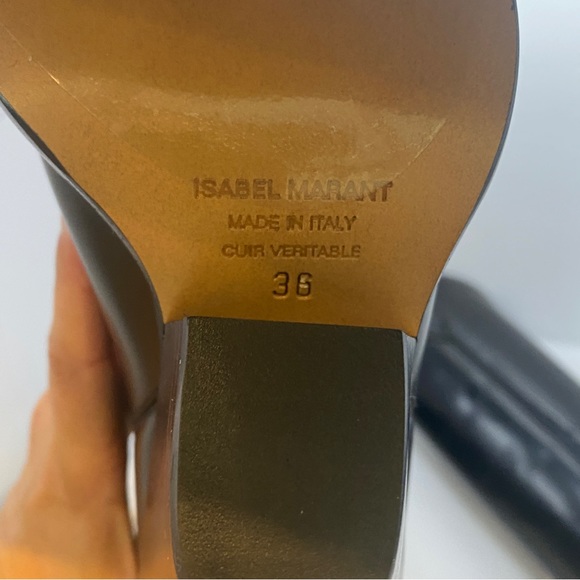 ISABEL MARANT
MADE IN ITALY
CUIR VERITABLE
36